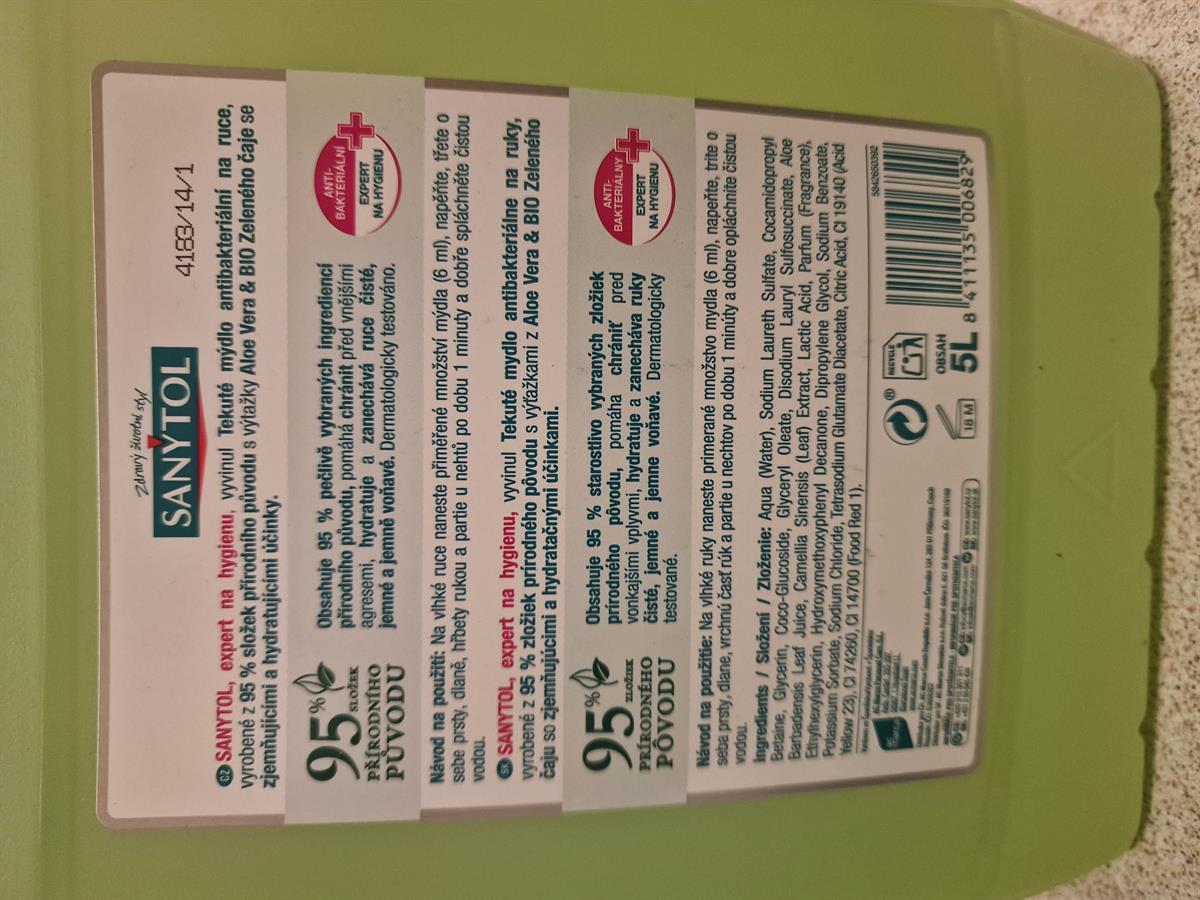 Zdravý životní styl
SANYTOL
4183/14/1
CZ SANYTOL, expert na hygienu, vyvinul Tekuté mýdlo antibakteriální na ruce,
vyrobené z 95 % složek přírodního původu s výtažky Aloe Vera & BIO Zeleného čaje se
zjemňujícími a hydratujícími účinky.
95%
SLOŽEK
PŘÍRODNÍHO
PŮVODU
Obsahuje 95 % pečlivě vybraných ingrediencí
přírodního původu, pomáhá chránit před vnějšími
agresemi, hydratuje a zanechává ruce čisté,
jemné a jemně voňavé. Dermatologicky testováno.
ANTI-
BAKTERIÁLNÍ
EXPERT
NA HYGIENU
Návod na použití: Na vlhké ruce naneste přiměřené množství mýdla (6 ml), napěňte, třete o
sebe prsty, dlaně, hřbety rukou a partie u nehtů po dobu 1 minuty a dobře spláchněte čistou
vodou.
SK SANYTOL, expert na hygienu, vyvinul Tekuté mydlo antibakteriálne na ruky,
vyrobené z 95 % zložiek prírodného pôvodu s výťažkami z Aloe Vera & BIO Zeleného
čaju so zjemňujúcimi a hydratačnými účinkami.
95%
ZLOŽIEK
PRÍRODNÉHO
PÔVODU
Obsahuje 95 % starostlivo vybraných zložiek
prírodného pôvodu, pomáha chrániť pred
vonkajšími vplyvmi, hydratuje a zanecháva ruky
čisté, jemné a jemne voňavé. Dermatologicky
testované.
ANTI-
BAKTERIÁLNY
EXPERT
NA HYGIENU
Návod na použitie: Na vlhké ruky naneste primerané množstvo mydla (6 ml), napeňte, trite o
seba prsty, dlane, vrchnú časť rúk a partie u nechtov po dobu 1 minúty a dobre opláchnite čistou
vodou.
Ingredients / Složení / Zloženie: Aqua (Water), Sodium Laureth Sulfate, Cocamidopropyl
Betaine, Glycerin, Coco-Glucoside, Glyceryl Oleate, Disodium Lauryl Sulfosuccinate, Aloe
Barbadensis Leaf Juice, Camellia Sinensis (Leaf) Extract, Lactic Acid, Parfum (Fragrance),
Ethylhexylglycerin, Hydroxymethoxyphenyl Decanone, Dipropylene Glycol, Sodium Benzoate,
Potassium Sorbate, Sodium Chloride, Tetrasodium Glutamate Diacetate, Citric Acid, CI 19140 (Acid
Yellow 23), CI 74260, CI 14700 (Food Red 1).
5842650392
RECYCLE
18 M
OBSAH
5L
8 411135 006829